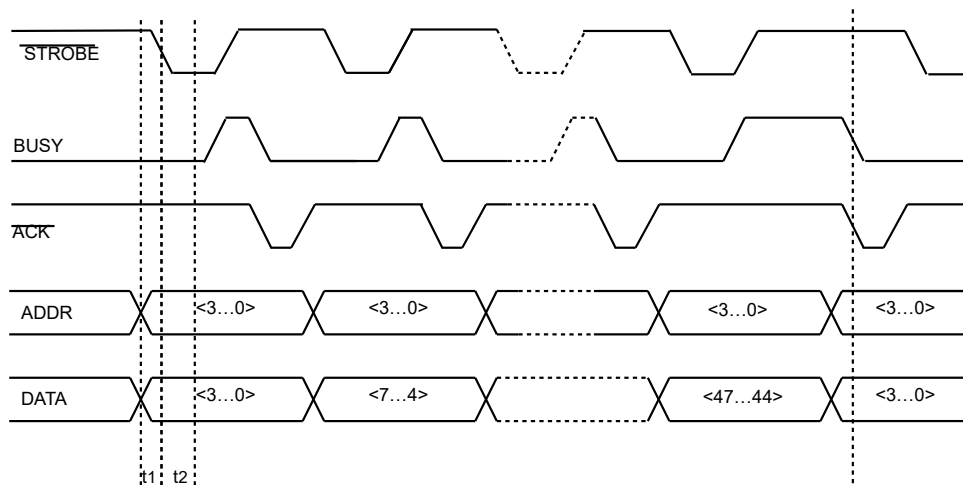 STROBE
BUSY
ACK
ADDR <3...0> <3...0> <3...0> <3...0>
DATA <3...0> <7...4> <47...44> <3...0>
t1 t2